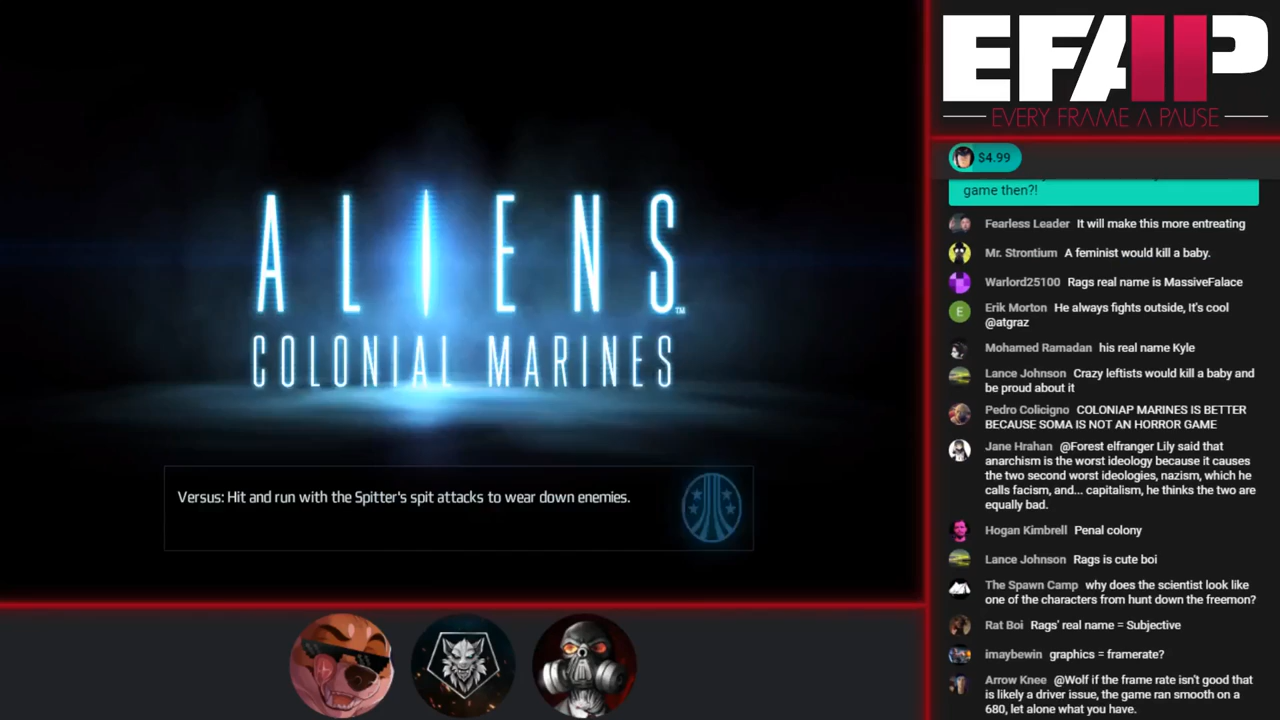 ALIENS™
COLONIAL MARINES
Versus: Hit and run with the Spitter's spit attacks to wear down enemies.
EFAP
EVERY FRAME A PAUSE
$4.99
game then?!
Fearless Leader It will make this more entreating
Mr. Strontium A feminist would kill a baby.
Warlord25100 Rags real name is MassiveFalace
E
Erik Morton He always fights outside, It's cool
@atgraz
Mohamed Ramadan his real name Kyle
Lance Johnson Crazy leftists would kill a baby and
be proud about it
Pedro Colicigno COLONIAP MARINES IS BETTER
BECAUSE SOMA IS NOT AN HORROR GAME
Jane Hrahan @Forest elfranger Lily said that
anarchism is the worst ideology because it causes
the two second worst ideologies, nazism, which he
calls facism, and... capitalism, he thinks the two are
equally bad.
Hogan Kimbrell Penal colony
Lance Johnson Rags is cute boi
The Spawn Camp why does the scientist look like
one of the characters from hunt down the freemon?
Rat Boi Rags' real name = Subjective
imaybewin graphics = framerate?
Arrow Knee @Wolf if the frame rate isn't good that
is likely a driver issue, the game ran smooth on a
680, let alone what you have.